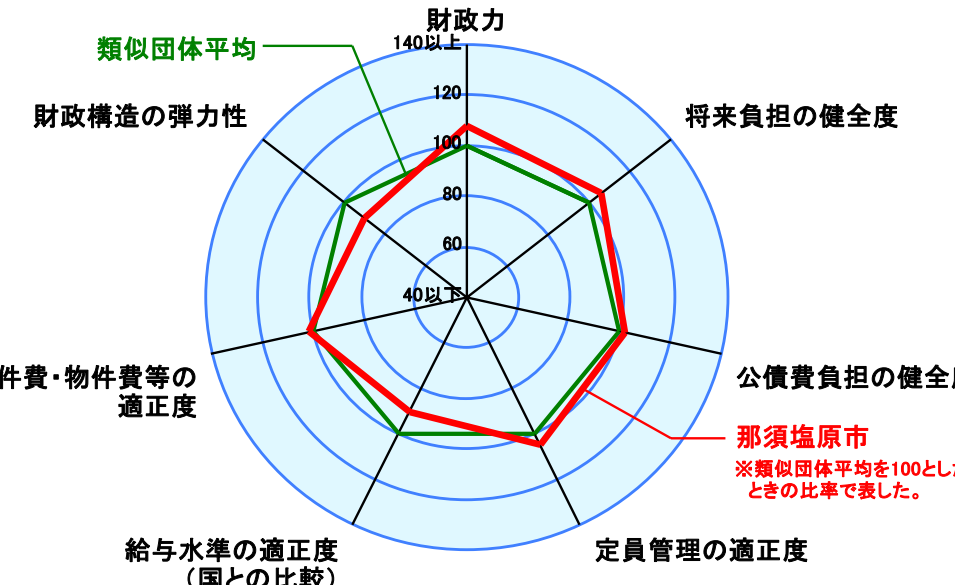 財政力
140以上
類似団体平均
120
財政構造の弾力性
将来負担の健全度
100
80
60
40以下
件費・物件費等の
適正度
公債費負担の健全
那須塩原市
※類似団体平均を100とし
ときの比率で表した。
給与水準の適正度
（国との比較）
定員管理の適正度